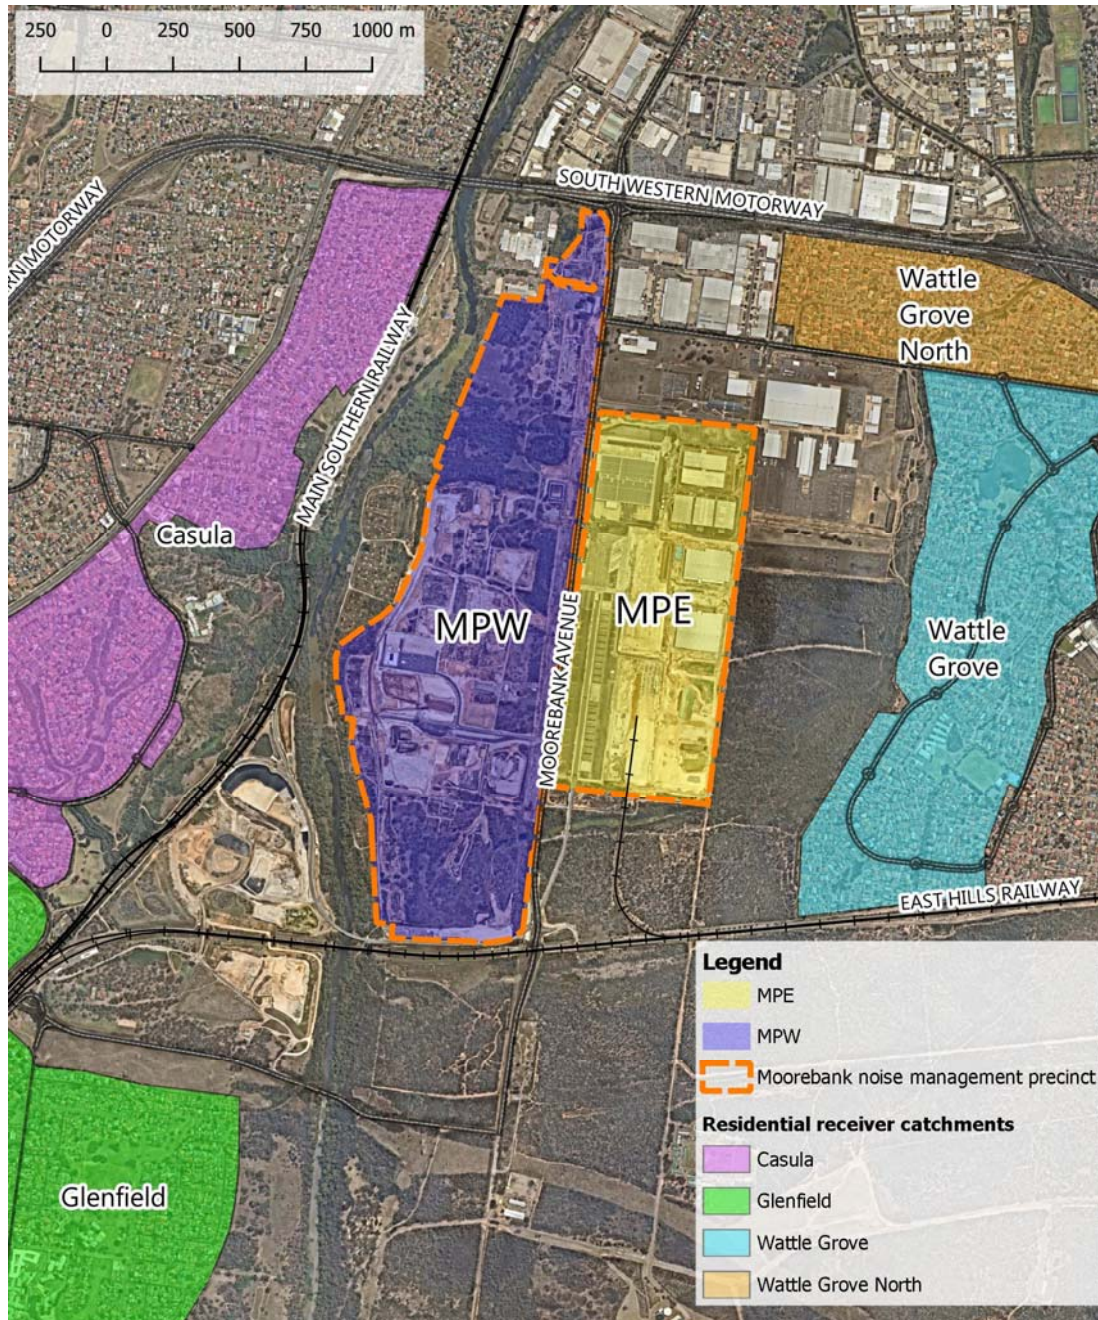 250 0 250 500 750 1000 m
SOUTH WESTERN MOTORWAY
RN MOTORWAY
Wattle
Grove
North
MAIN SOUTHERN RAILWAY
Casula
MPW
MPE
MOOREBANK AVENUE
Wattle
Grove
EAST HILLS RAILWAY
Glenfield
Legend
MPE
MPW
Moorebank noise management precinct
Residential receiver catchments
Casula
Glenfield
Wattle Grove
Wattle Grove North